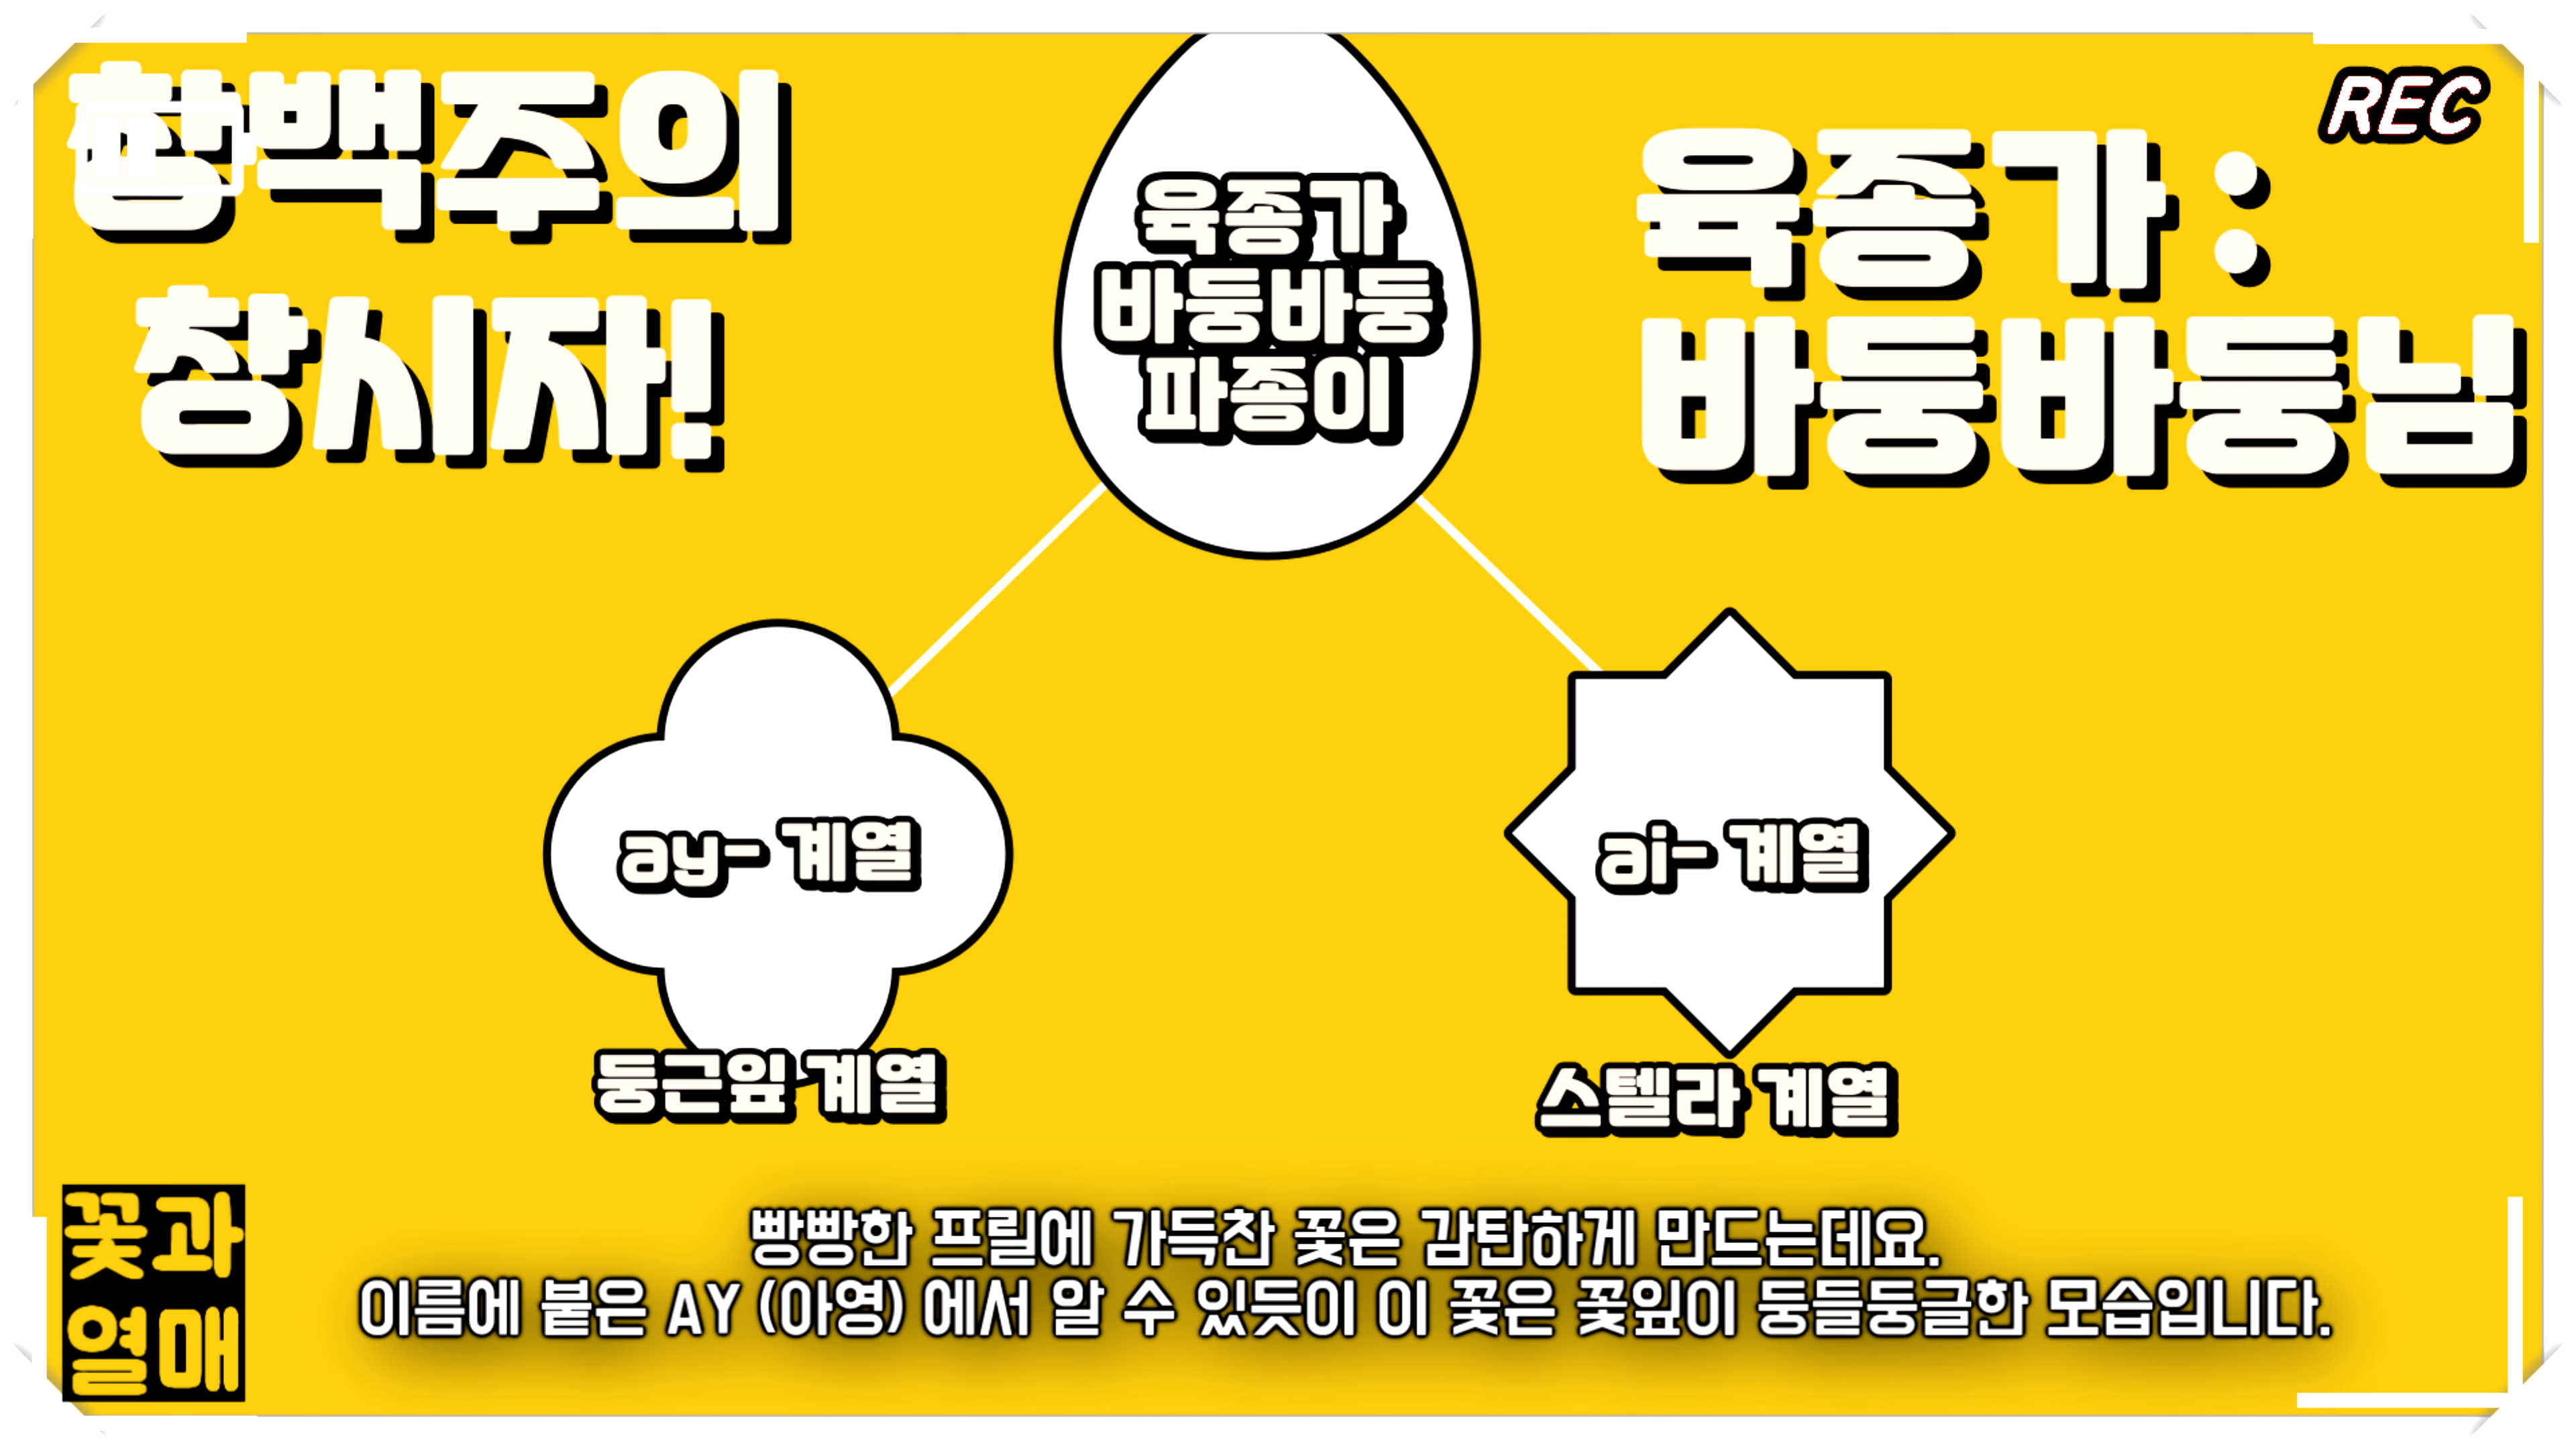 항백주의
창시자!
REC
육종가 :
바둥바둥님
육종가
바둥바둥
파종이
ay- 계열
둥근잎 계열
ai- 계열
스텔라 계열
꽃과
열매
빵빵한 프릴에 가득찬 꽃은 감탄하게 만드는데요.
이름에 붙은 AY (아영) 에서 알 수 있듯이 이 꽃은 꽃잎이 둥들둥글한 모습입니다.